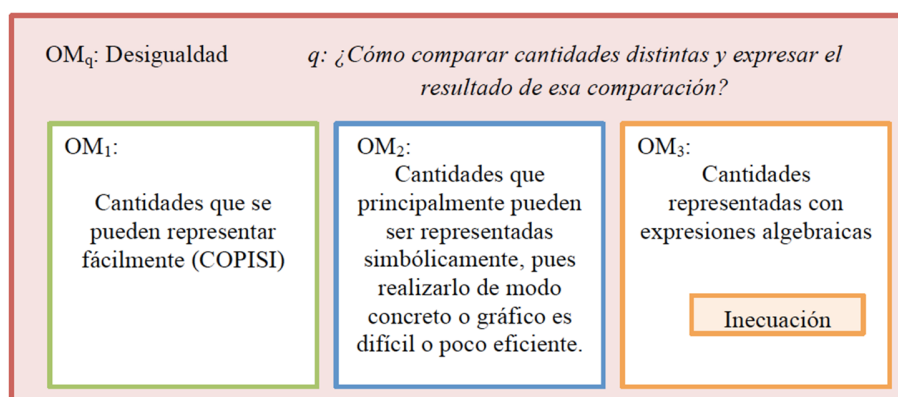 OMq: Desigualdad
q: ¿Cómo comparar cantidades distintas y expresar el
resultado de esa comparación?
OM1:
Cantidades que se
pueden representar
fácilmente (COPISI)
OM2:
Cantidades que
principalmente pueden
ser representadas
simbólicamente, pues
realizarlo de modo
concreto o gráfico es
difícil o poco eficiente.
OM3:
Cantidades
representadas con
expresiones algebraicas
Inecuación